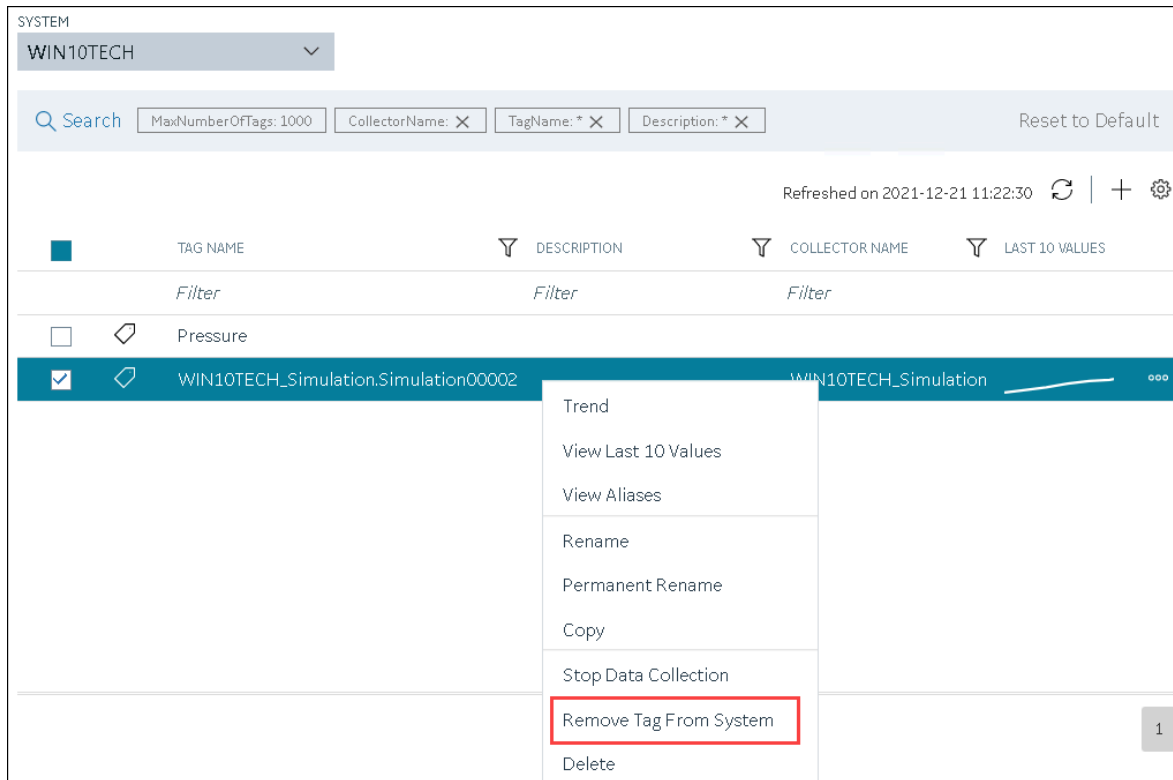 SYSTEM
WIN10TECH
Search MaxNumberOfTags: 1000 CollectorName: TagName: * Description: * Reset to Default
Refreshed on 2021-12-21 11:22:30
TAG NAME DESCRIPTION COLLECTOR NAME LAST 10 VALUES
Filter Filter Filter
Pressure
WIN10TECH_Simulation.Simulation00002 WIN10TECH_Simulation
Trend
View Last 10 Values
View Aliases
Rename
Permanent Rename
Copy
Stop Data Collection
Remove Tag From System
1
Delete